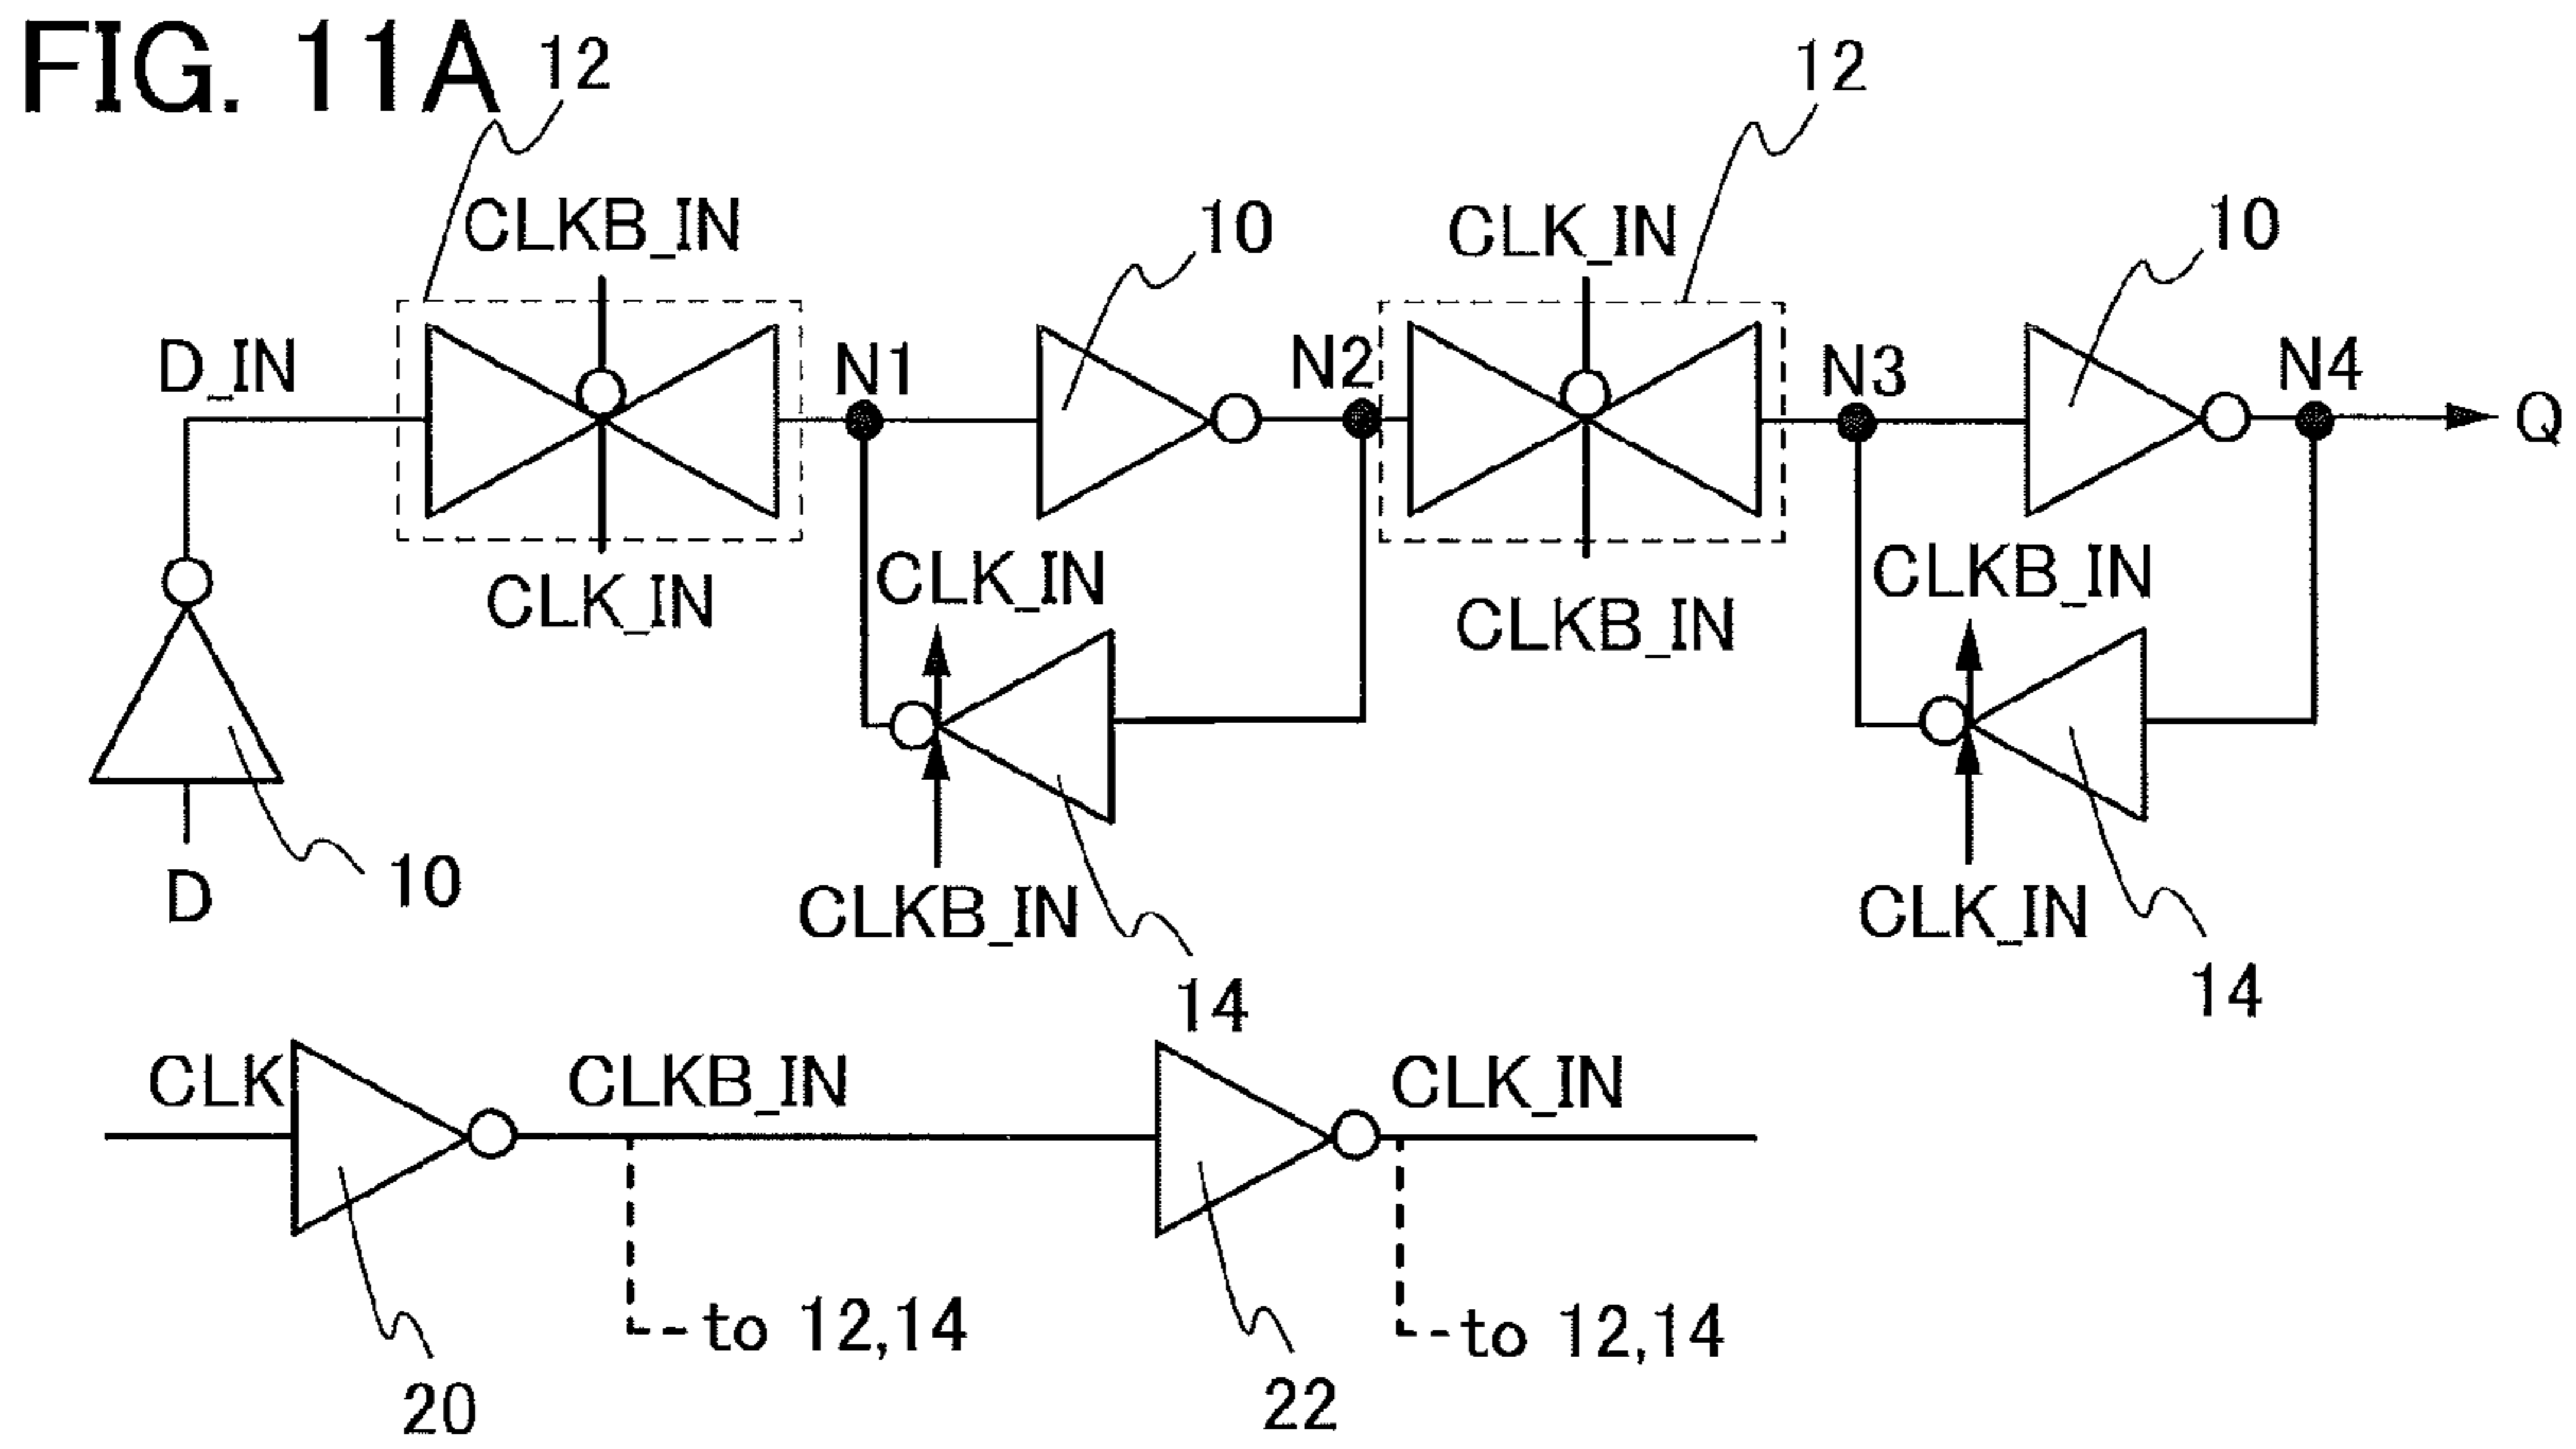 FIG. 11A
12
12
CLKB_IN
10
CLK_IN
10
D_IN
N1
N2
N3
N4
Q
CLK_IN
CLK_IN
CLKB_IN
CLKB_IN
D
10
CLKB_IN
14
CLK_IN
14
CLK
CLKB_IN
CLK_IN
to 12,14
to 12,14
20
22